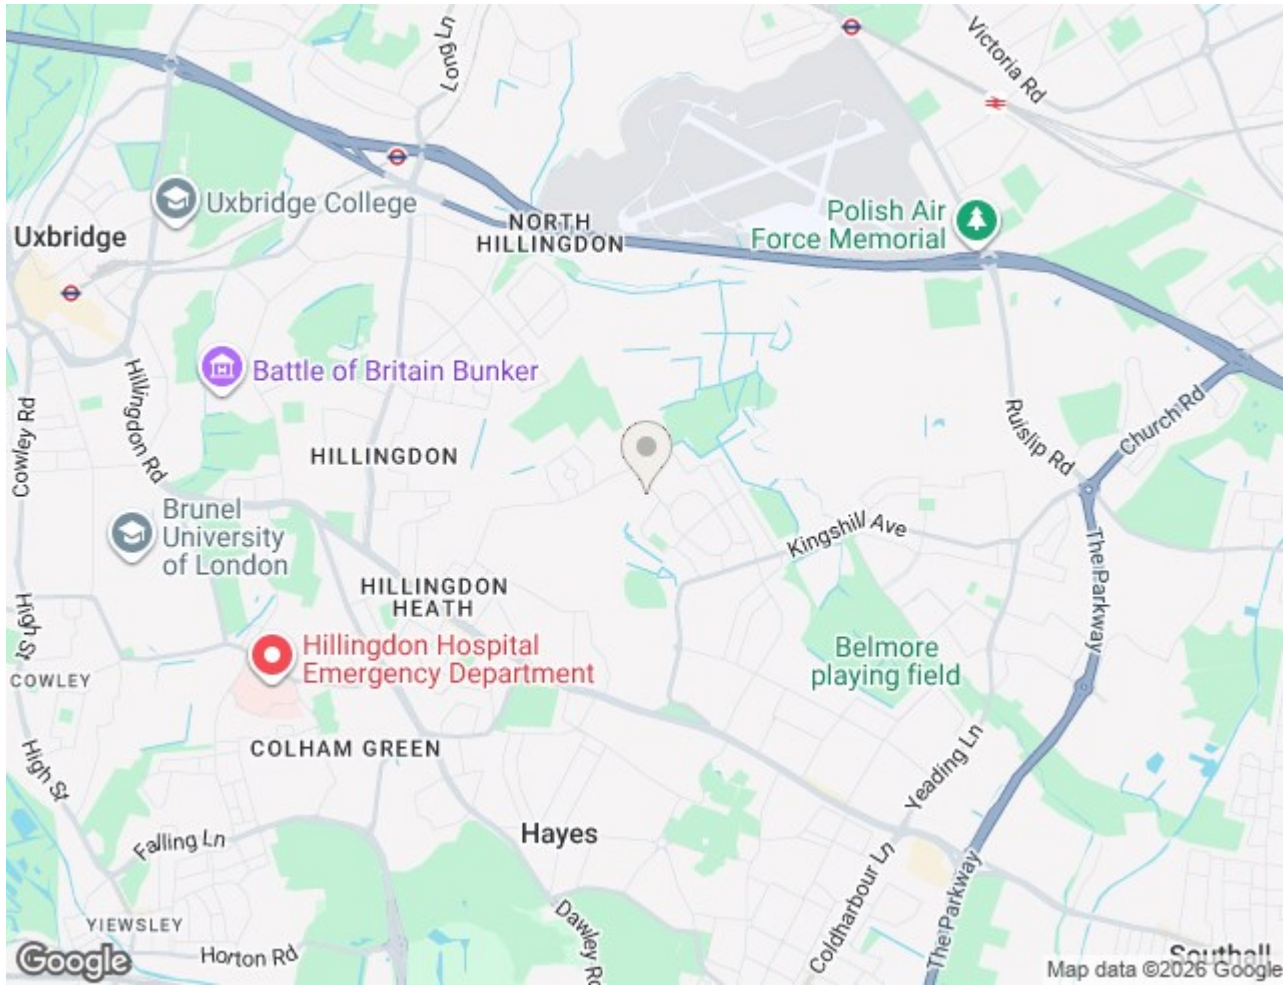 Long Ln
Victoria Rd
Uxbridge College
Uxbridge
NORTH
HILLINGDON
Polish Air
Force Memorial
Battle of Britain Bunker
Hillingdon Rd
Cowley Rd
HILLINGDON
Ruislip Rd
Church Rd
Brunel
University
of London
Kingshill Ave
The Parkway
HILLINGDON
HEATH
High St
COWLEY
Hillingdon Hospital
Emergency Department
Belmore
playing field
COLHAM GREEN
High St
Yeading Ln
Falling Ln
Hayes
Coldharbour Ln
The Parkway
YIEWSLEY
Dawley Rd
Horton Rd
Southall
Google
Map data ©2026 Google